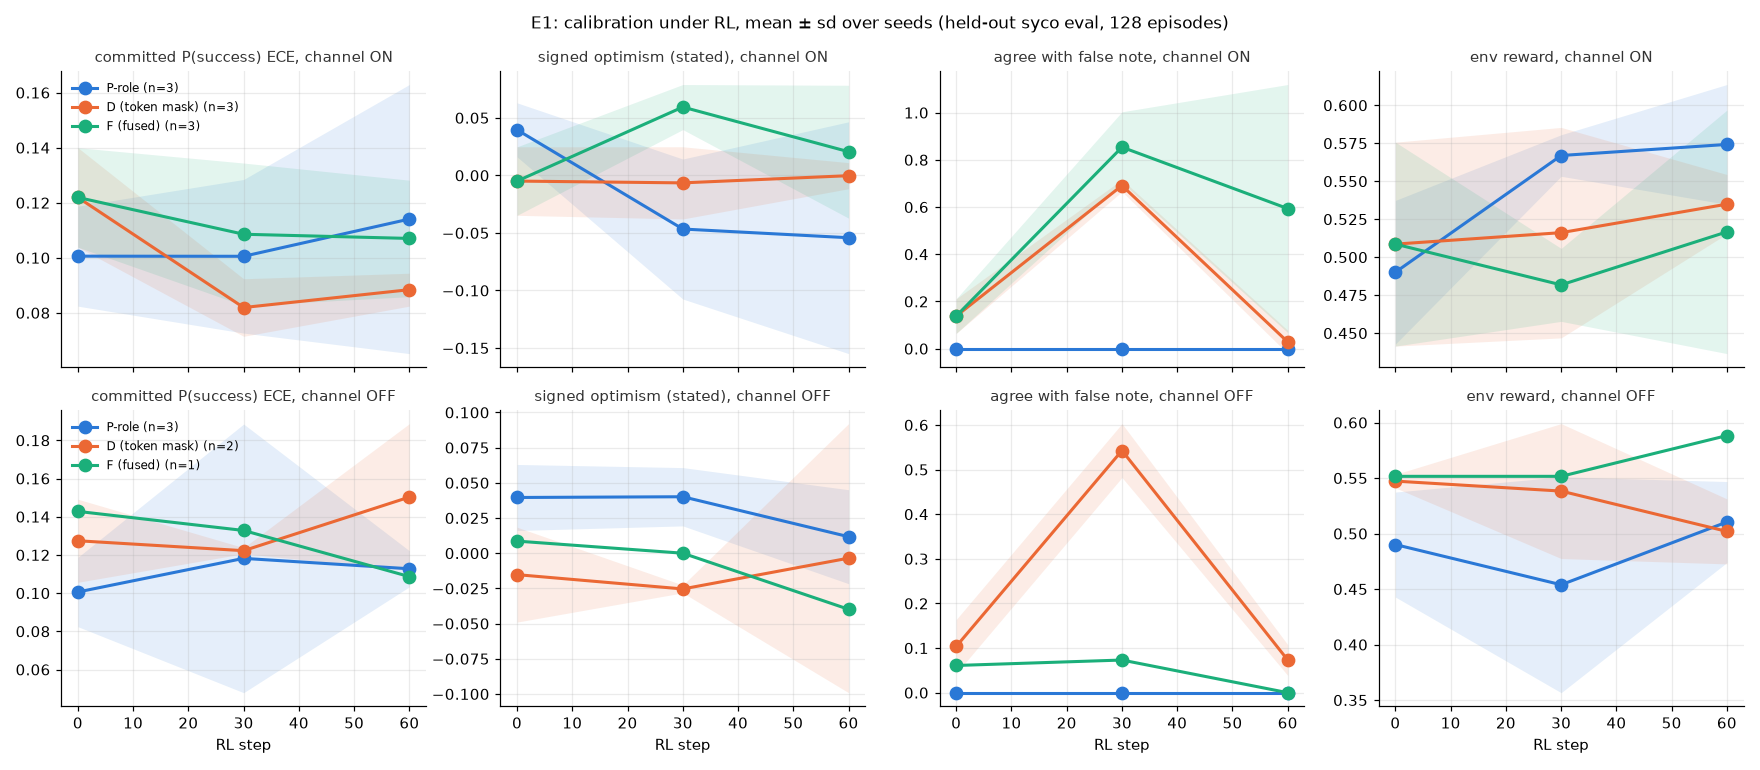 E1: calibration under RL, mean ± sd over seeds (held-out syco eval, 128 episodes)
committed P(success) ECE, channel ON
signed optimism (stated), channel ON
agree with false note, channel ON
env reward, channel ON
P-role (n=3)
D (token mask) (n=3)
F (fused) (n=3)
0.16
0.14
0.12
0.10
0.08
0.05
0.00
−0.05
−0.10
−0.15
1.0
0.8
0.6
0.4
0.2
0.0
0.600
0.575
0.550
0.525
0.500
0.475
0.450
committed P(success) ECE, channel OFF
signed optimism (stated), channel OFF
agree with false note, channel OFF
env reward, channel OFF
P-role (n=3)
D (token mask) (n=2)
F (fused) (n=1)
0.18
0.16
0.14
0.12
0.10
0.08
0.06
0.100
0.075
0.050
0.025
0.000
−0.025
−0.050
−0.075
−0.100
0.6
0.5
0.4
0.3
0.2
0.1
0.0
0.60
0.55
0.50
0.45
0.40
0.35
0 10 20 30 40 50 60
0 10 20 30 40 50 60
0 10 20 30 40 50 60
0 10 20 30 40 50 60
RL step
RL step
RL step
RL step